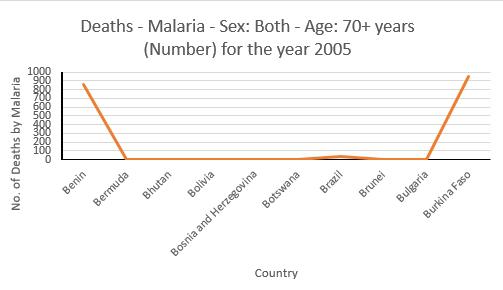 Deaths - Malaria - Sex: Both - Age: 70+ years
(Number) for the year 2005
No. of Deaths by Malaria
1000
900
800
700
600
500
400
300
200
100
0
Benin
Bermuda
Bhutan
Bolivia
Bosnia and Herzegovina
Botswana
Brazil
Brunei
Bulgaria
Burkina Faso
Country